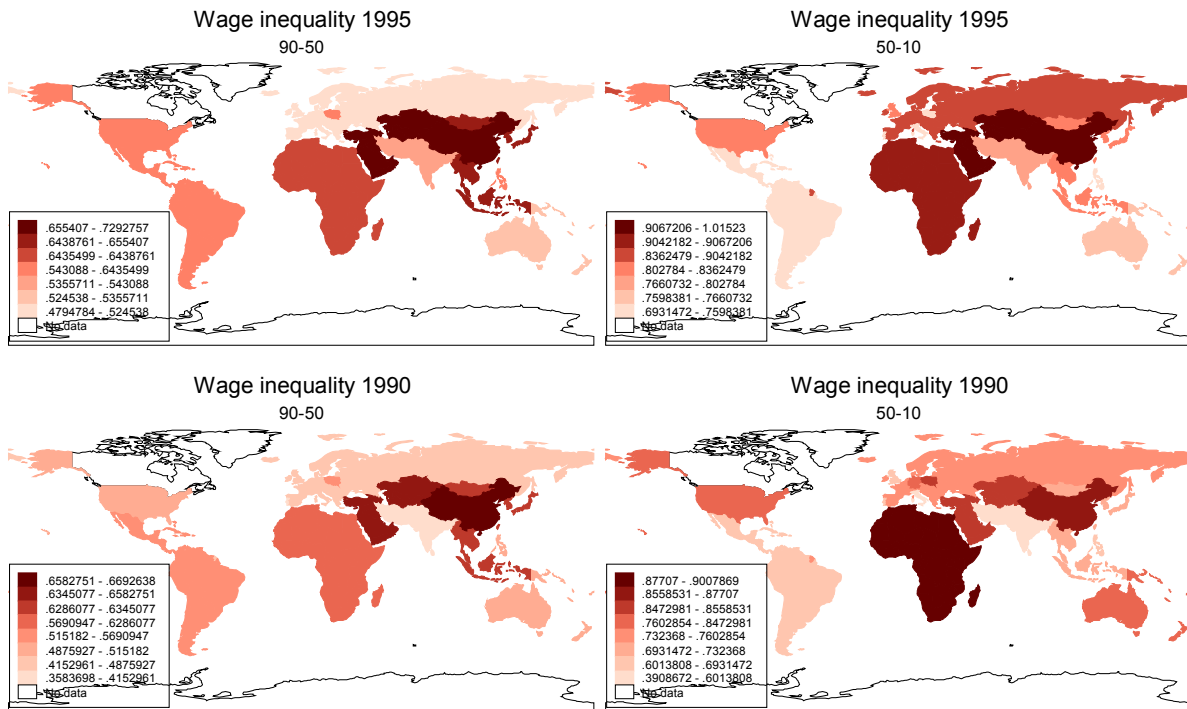 Wage inequality 1995
90-50
.655407 - .7292757
.6438761 - .655407
.6435499 - .6438761
.543088 - .6435499
.5355711 - .543088
.524538 - .5355711
.4794784 - .524538
No data
Wage inequality 1995
50-10
.9067206 - 1.01523
.9042182 - .9067206
.8362479 - .9042182
.802784 - .8362479
.7660732 - .802784
.7598381 - .7660732
.6931472 - .7598381
No data
Wage inequality 1990
90-50
.6582751 - .6692638
.6345077 - .6582751
.6286077 - .6345077
.5690947 - .6286077
.515182 - .5690947
.4875927 - .515182
.4152961 - .4875927
.3583698 - .4152961
No data
Wage inequality 1990
50-10
.87707 - .9007869
.8558531 - .87707
.8472981 - .8558531
.7602854 - .8472981
.732368 - .7602854
.6931472 - .732368
.6013808 - .6931472
.3908672 - .6013808
No data